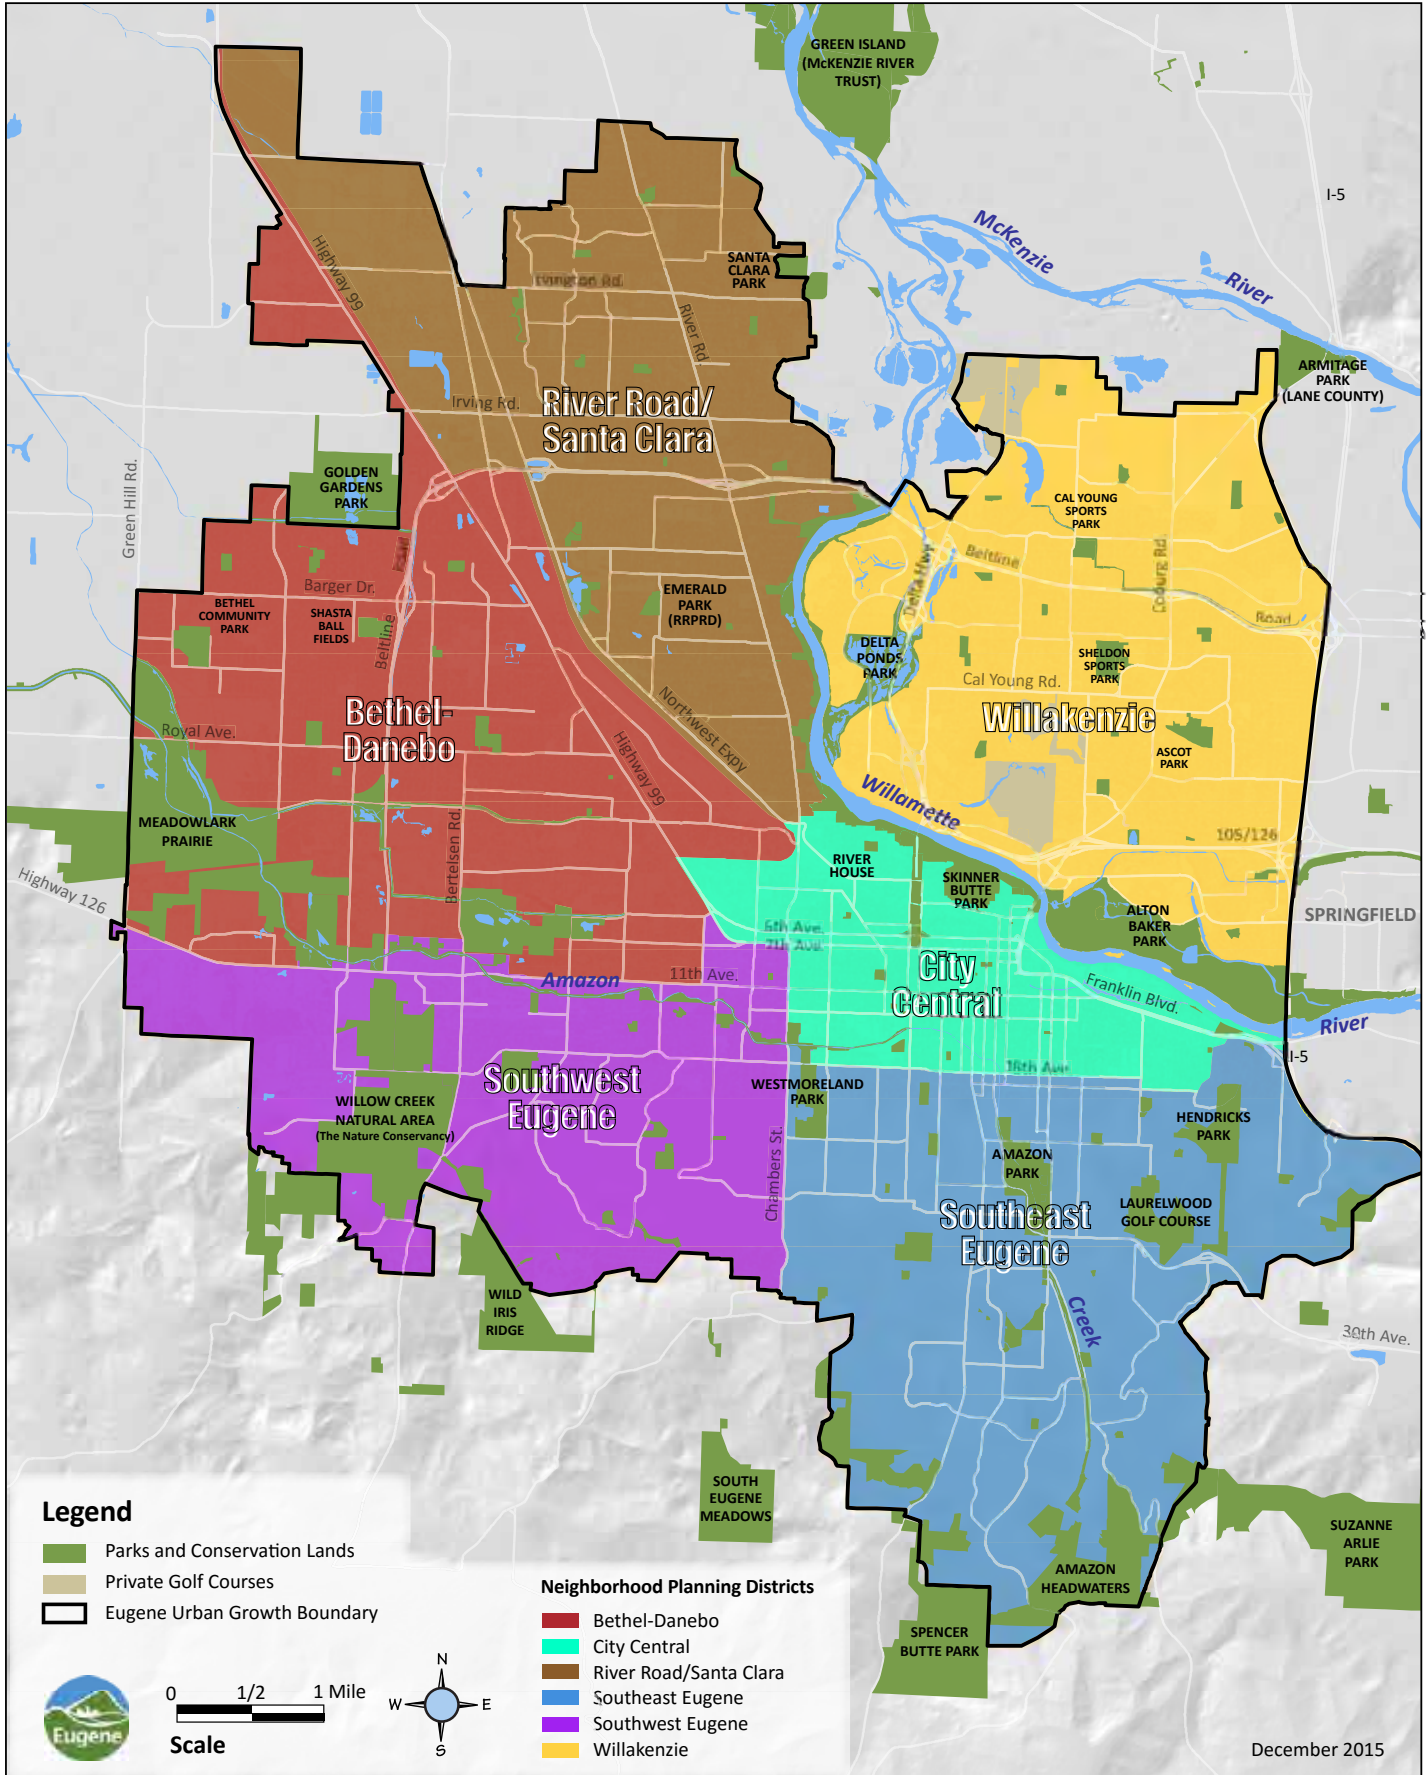 GREEN ISLAND
(McKENZIE RIVER
TRUST)
I-5
McKenzie
River
Highway 99
SANTA
CLARA
PARK
Irvington Rd.
River Rd.
ARMITAGE
PARK
(LANE COUNTY)
Irving Rd.
River Road/
Santa Clara
Green Hill Rd.
GOLDEN
GARDENS
PARK
CAL YOUNG
SPORTS
PARK
Beltline
Coburg Rd.
Delta Hwy
Road
Barger Dr.
BETHEL
COMMUNITY
PARK
SHASTA
BALL
FIELDS
Beltline
Road
EMERALD
PARK
(RRPRD)
DELTA
PONDS
PARK
SHELDON
SPORTS
PARK
Cal Young Rd.
Willakenzie
Bethel-
Danebo
Royal Ave.
Northwest Expy
Highway 99
ASCOT
PARK
Willamette
105/126
MEADOWLARK
PRAIRIE
Bertelsen Rd.
RIVER
HOUSE
SKINNER
BUTTE
PARK
Highway 126
SPRINGFIELD
ALTON
BAKER
PARK
6th Ave.
7th Ave.
City
Central
11th Ave.
Amazon
Franklin Blvd.
River
I-5
18th Ave.
Southwest
Eugene
WESTMORELAND
PARK
WILLOW CREEK
NATURAL AREA
(The Nature Conservancy)
HENDRICKS
PARK
Chambers St.
AMAZON
PARK
LAURELWOOD
GOLF COURSE
Southeast
Eugene
WILD
IRIS
RIDGE
Creek
30th Ave.
SOUTH
EUGENE
MEADOWS
SUZANNE
ARLIE
PARK
AMAZON
HEADWATERS
SPENCER
BUTTE PARK
Legend
Parks and Conservation Lands
Private Golf Courses
Eugene Urban Growth Boundary
Neighborhood Planning Districts
Bethel-Danebo
City Central
River Road/Santa Clara
Southeast Eugene
Southwest Eugene
Willakenzie
Eugene
0 1/2 1 Mile
Scale
N
W E
S
December 2015